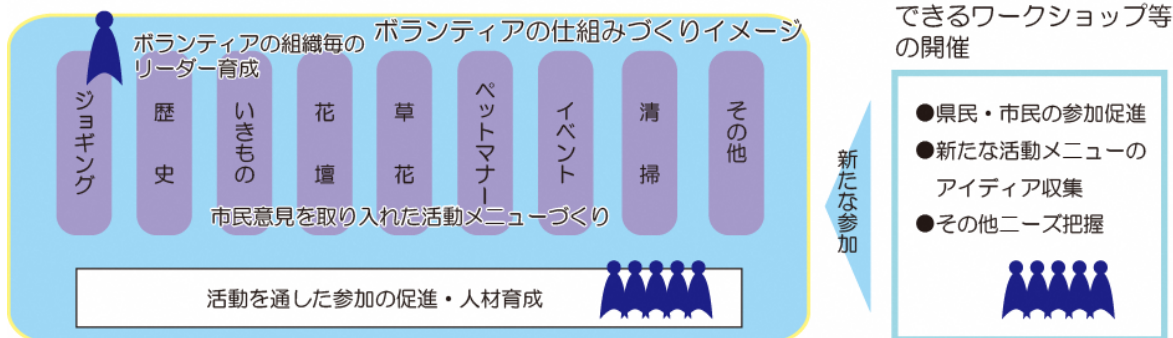 ボランティアの仕組みづくりイメージ
ボランティアの組織毎の
リーダー育成
ジョギング
歴史
いきもの
花壇
草花
ペットマナー
イベント
清掃
その他
市民意見を取り入れた活動メニューづくり
活動を通した参加の促進・人材育成
新たな参加
できるワークショップ等
の開催
●県民・市民の参加促進
●新たな活動メニューの
アイディア収集
●その他ニーズ把握